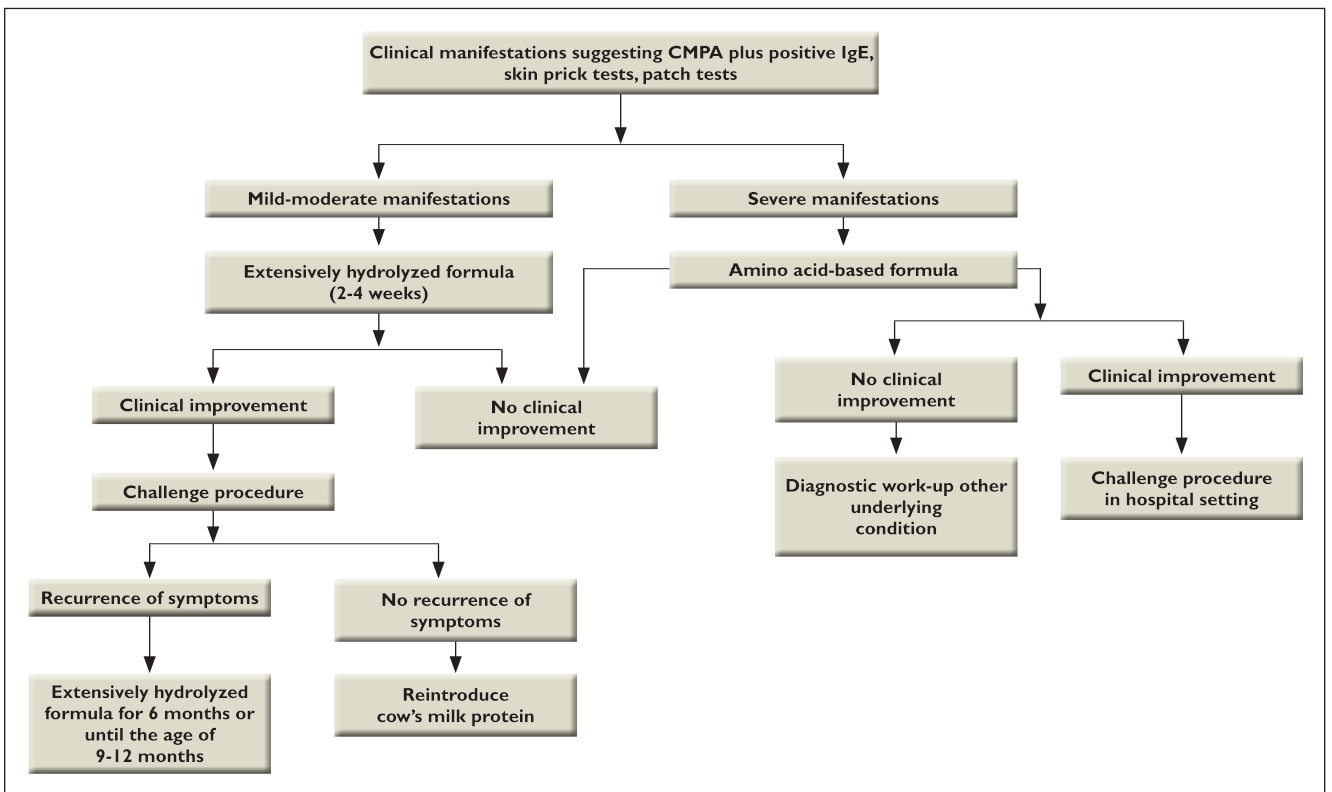 Clinical manifestations suggesting CMPA plus positive IgE,
skin prick tests, patch tests
Mild-moderate manifestations
Severe manifestations
Extensively hydrolyzed formula
(2-4 weeks)
Amino acid-based formula
Clinical improvement
No clinical
improvement
No clinical
improvement
Clinical improvement
Challenge procedure
Diagnostic work-up other
underlying
condition
Challenge procedure
in hospital setting
Recurrence of symptoms
No recurrence of
symptoms
Extensively hydrolyzed
formula for 6 months or
until the age of
9-12 months
Reintroduce
cow's milk protein